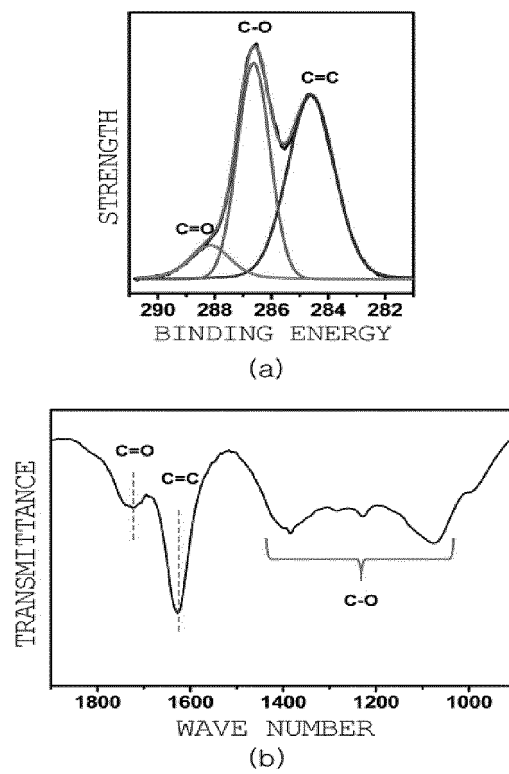 C-O
C=C
C=O
STRENGTH
290 288 286 284 282
BINDING ENERGY
(a)
C=O
C=C
C-O
TRANSMITTANCE
1800 1600 1400 1200 1000
WAVE NUMBER
(b)